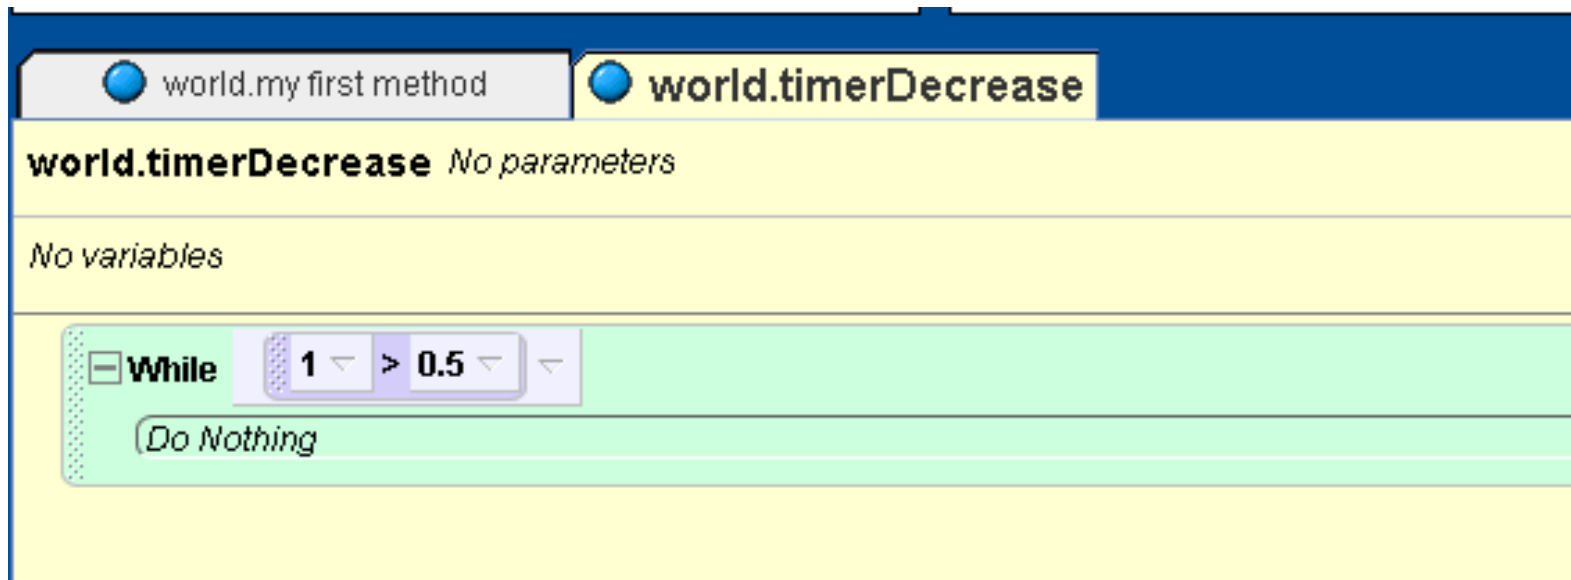 world.my first method
world.timerDecrease
world.timerDecrease No parameters
No variables
While 1 > 0.5
Do Nothing